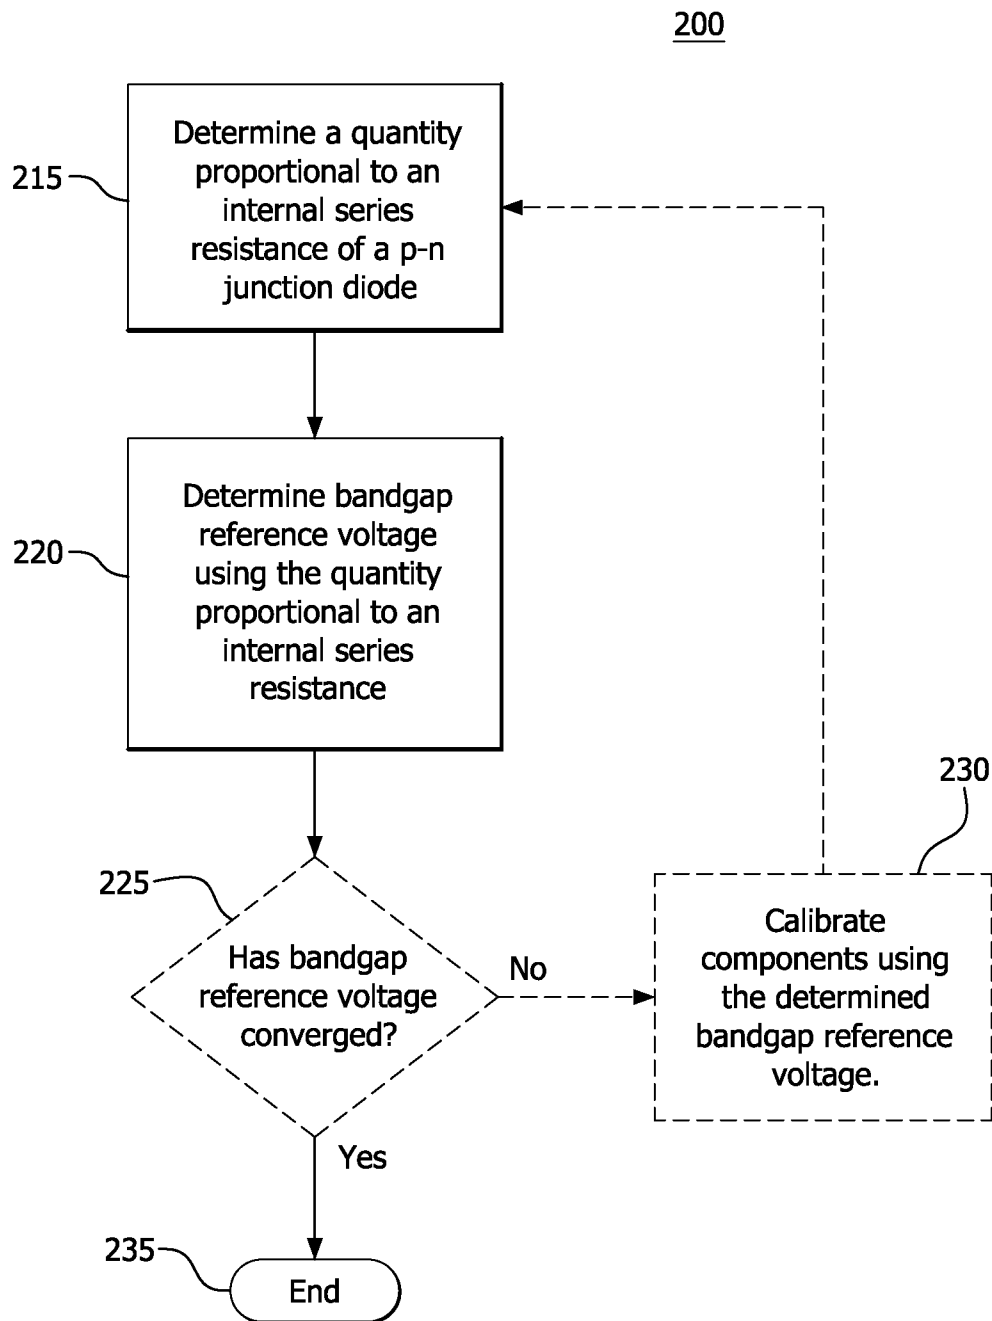 200
215
Determine a quantity
proportional to an
internal series
resistance of a p-n
junction diode
220
Determine bandgap
reference voltage
using the quantity
proportional to an
internal series
resistance
225
Has bandgap
reference voltage
converged?
No
230
Calibrate
components using
the determined
bandgap reference
voltage.
Yes
235
End